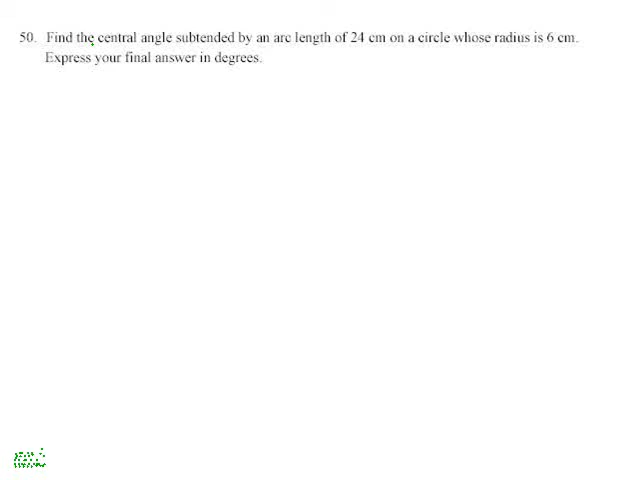 50. Find the central angle subtended by an arc length of 24 cm on a circle whose radius is 6 cm.
Express your final answer in degrees.